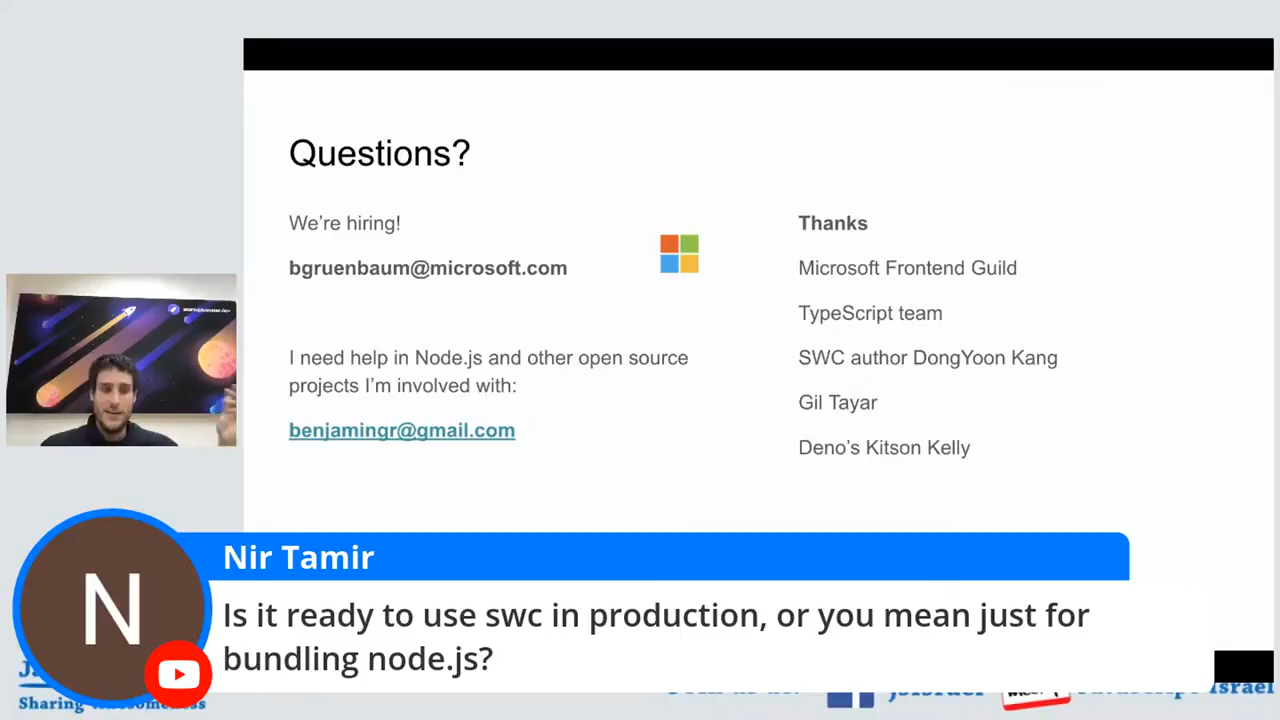 Questions?
We're hiring!
bgruenbaum@microsoft.com
I need help in Node.js and other open source
projects I'm involved with:
benjamingr@gmail.com
Thanks
Microsoft Frontend Guild
TypeScript team
SWC author DongYoon Kang
Gil Tayar
Deno's Kitson Kelly
N
Nir Tamir
Is it ready to use swc in production, or you mean just for
bundling node.js?
Sharing
Israel